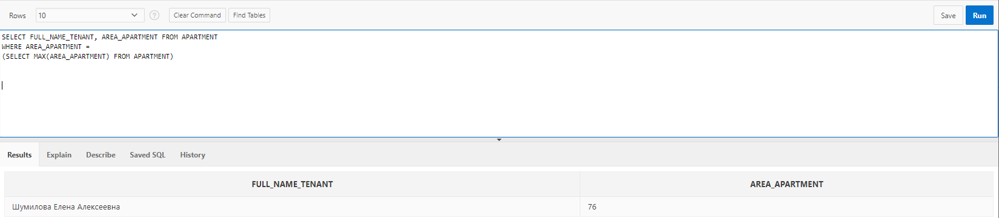 Rows 10 ? Clear Command Find Tables Save Run
SELECT FULL_NAME_TENANT, AREA_APARTMENT FROM APARTMENT
WHERE AREA_APARTMENT =
(SELECT MAX(AREA_APARTMENT) FROM APARTMENT)
Results Explain Describe Saved SQL History
FULL_NAME_TENANT AREA_APARTMENT
Шумилова Елена Алексеевна 76